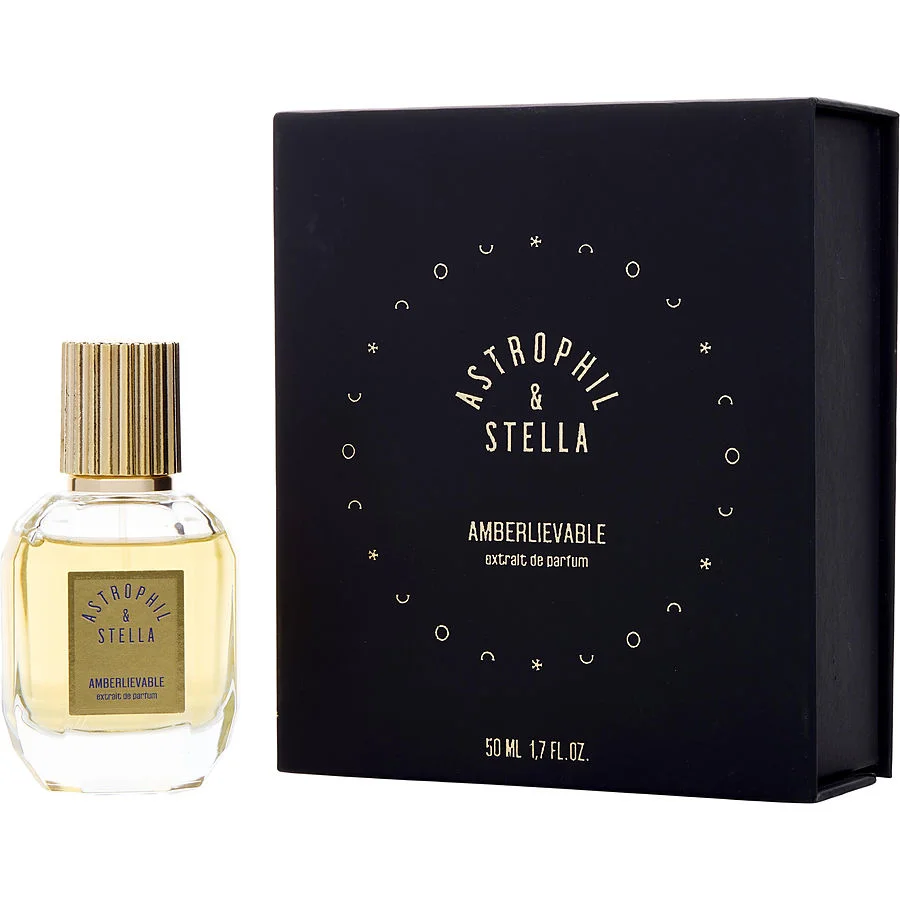 ASTROPHIL
&
STELLA
AMBERLIEVABLE
extrait de parfum
50 ML 1,7 FL.OZ.
ASTROPHIL
&
STELLA
AMBERLIEVABLE
extrait de parfum